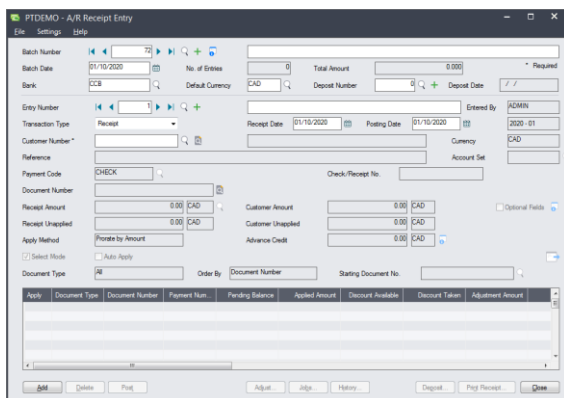 PTDEMO - A/R Receipt Entry
File Settings Help
Batch Number 72
Batch Date 01/10/2020 No. of Entries 0 Total Amount 0.000 * Required
Bank CCB Default Currency CAD Deposit Number 0 Deposit Date / /
Entry Number 1 Entered By ADMIN
Transaction Type Receipt Receipt Date 01/10/2020 Posting Date 01/10/2020 2020 - 01
Customer Number * Currency CAD
Reference Account Set
Payment Code CHECK Check/Receipt No.
Document Number
Receipt Amount 0.00 CAD Customer Amount 0.00 CAD Optional Fields
Receipt Unapplied 0.00 CAD Customer Unapplied 0.00 CAD
Apply Method Prorate by Amount Advance Credit 0.00 CAD
Select Mode Auto Apply
Document Type All Order By Document Number Starting Document No.
Apply Document Type Document Number Payment Num... Pending Balance Applied Amount Discount Available Discount Taken Adjustment Amount
Add Delete Post Adjust... Jobs... History... Deposit... Print Receipt... Close